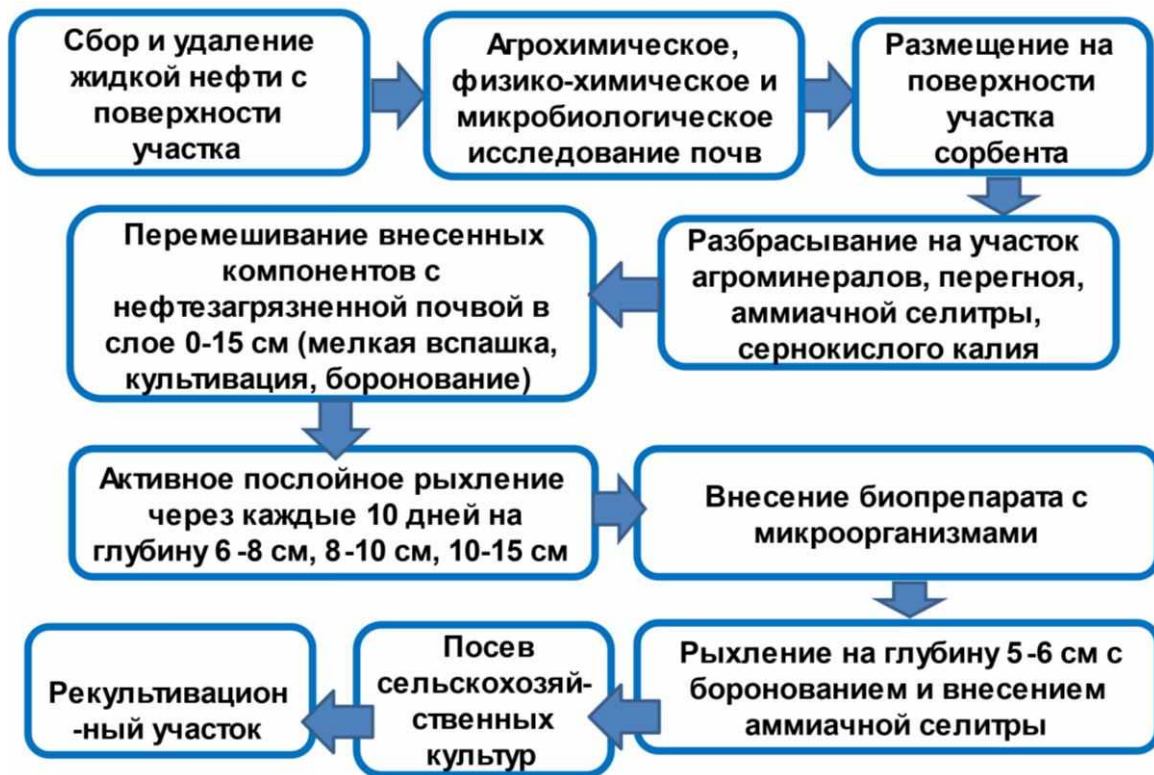 Сбор и удаление
жидкой нефти с
поверхности
участка
Агрохимическое,
физико-химическое и
микробиологическое
исследование почв
Размещение на
поверхности
участка
сорбента
Разбрасывание на участок
агроминералов, перегноя,
аммиачной селитры,
сернокислого калия
Перемешивание внесенных
компонентов с
нефтезагрязненной почвой в
слое 0-15 см (мелкая вспашка,
культивация, боронование)
Активное послойное рыхление
через каждые 10 дней на
глубину 6-8 см, 8-10 см, 10-15 см
Внесение биопрепарата с
микроорганизмами
Рыхление на глубину 5-6 см с
боронованием и внесением
аммиачной селитры
Посев
сельскохозяй-
ственных
культур
Рекультивацион
-ный участок